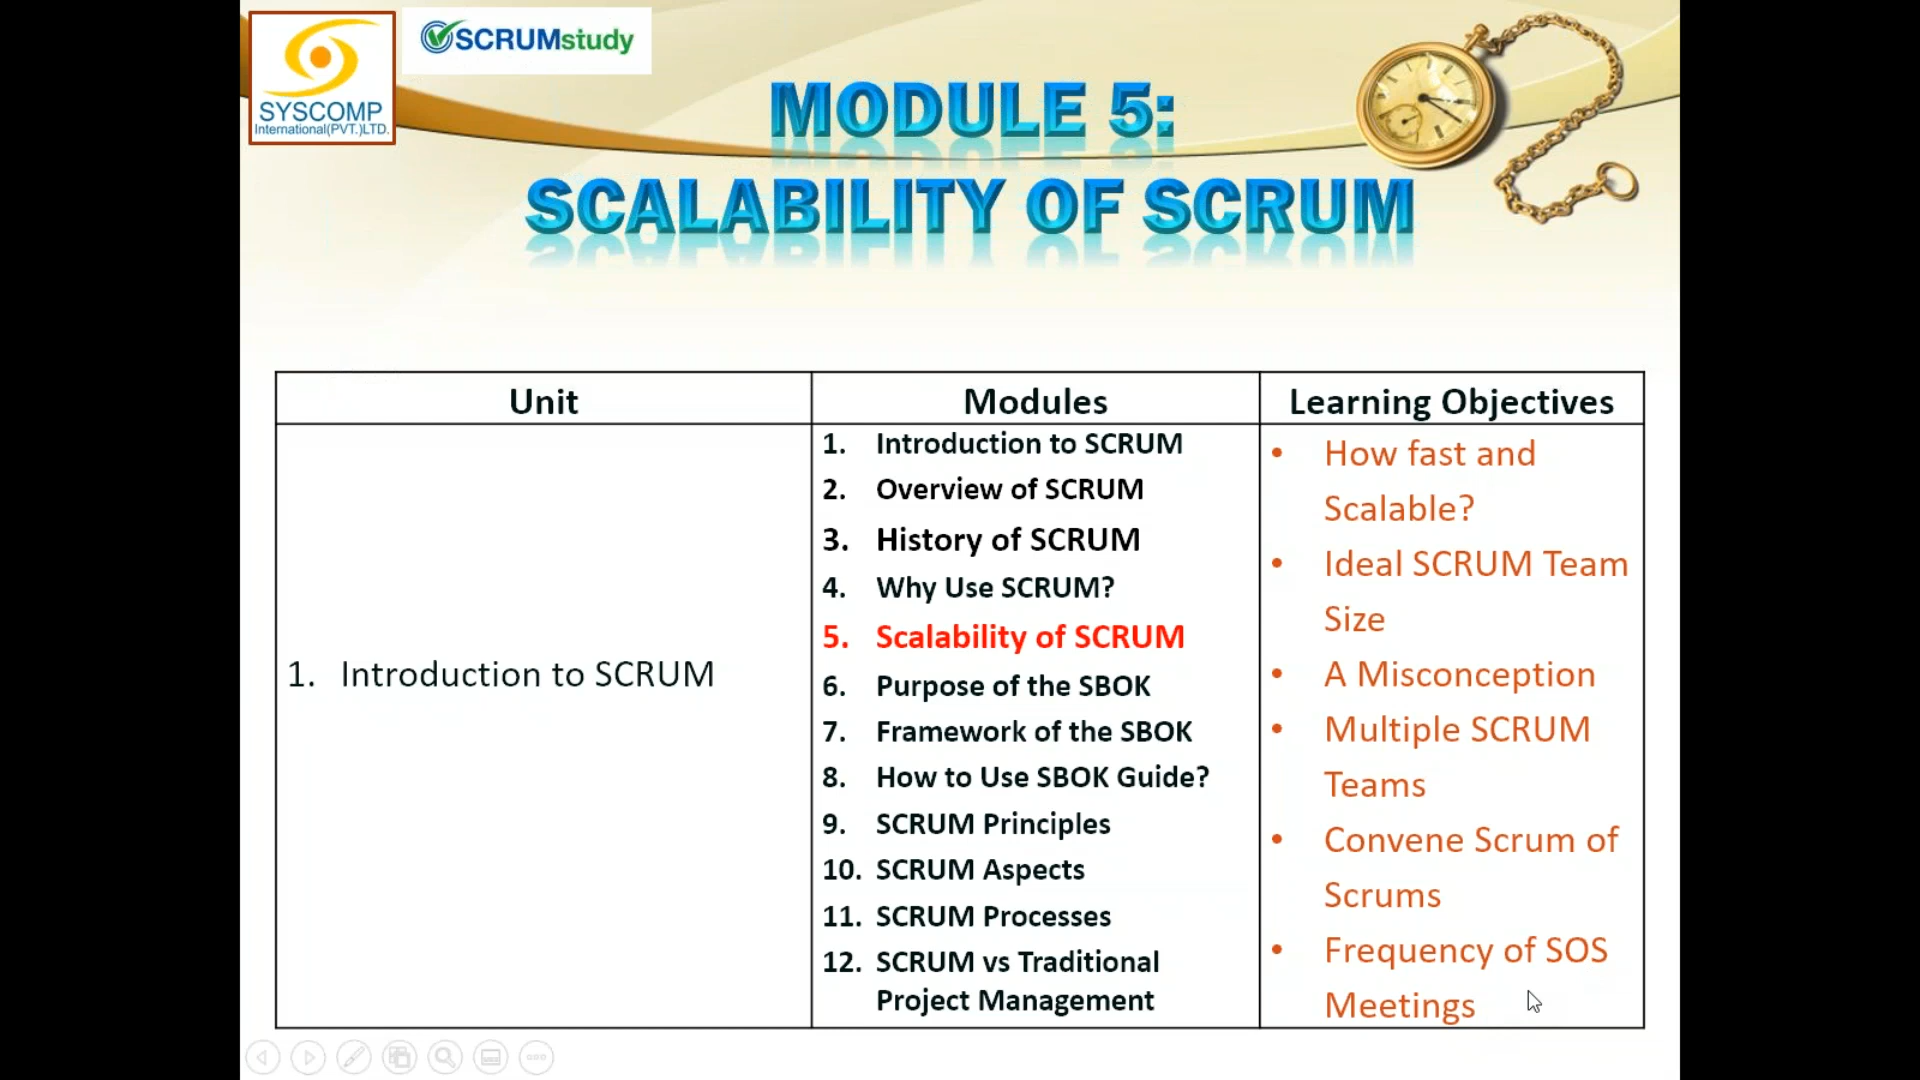 SYSCOMP
International(PVT.)LTD.
SCRUMstudy
MODULE 5:
SCALABILITY OF SCRUM
Unit
Modules
Learning Objectives
1. Introduction to SCRUM
1. Introduction to SCRUM
2. Overview of SCRUM
3. History of SCRUM
4. Why Use SCRUM?
5. Scalability of SCRUM
6. Purpose of the SBOK
7. Framework of the SBOK
8. How to Use SBOK Guide?
9. SCRUM Principles
10. SCRUM Aspects
11. SCRUM Processes
12. SCRUM vs Traditional
Project Management
• How fast and
Scalable?
• Ideal SCRUM Team
Size
• A Misconception
• Multiple SCRUM
Teams
• Convene Scrum of
Scrums
• Frequency of SOS
Meetings